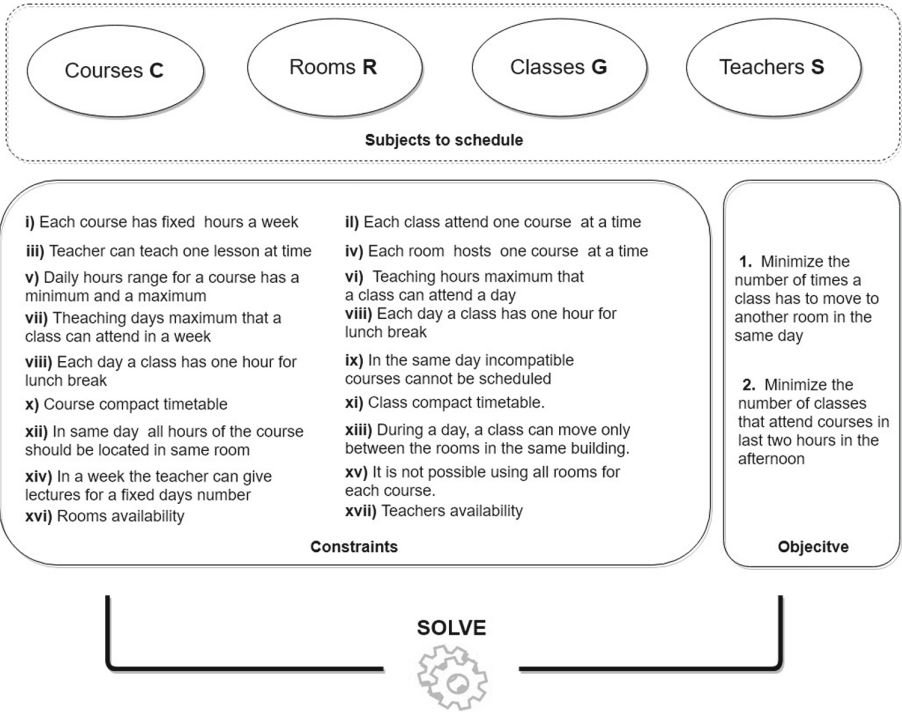 Courses C
Rooms R
Classes G
Teachers S
Subjects to schedule
i) Each course has fixed hours a week
il) Each class attend one course at a time
iii) Teacher can teach one lesson at time
iv) Each room hosts one course at a time
v) Daily hours range for a course has a
minimum and a maximum
vi) Teaching hours maximum that
a class can attend a day
vii) Theaching days maximum that a
class can attend in a week
viii) Each day a class has one hour for
lunch break
viii) Each day a class has one hour for
lunch break
ix) In the same day incompatible
courses cannot be scheduled
x) Course compact timetable
xi) Class compact timetable.
xii) In same day all hours of the course
should be located in same room
xiii) During a day, a class can move only
between the rooms in the same building.
xiv) In a week the teacher can give
lectures for a fixed days number
xv) It is not possible using all rooms for
each course.
xvi) Rooms availability
xvii) Teachers availability
Constraints
1. Minimize the
number of times a
class has to move to
another room in the
same day
2. Minimize the
number of classes
that attend courses in
last two hours in the
afternoon
Objecitve
SOLVE